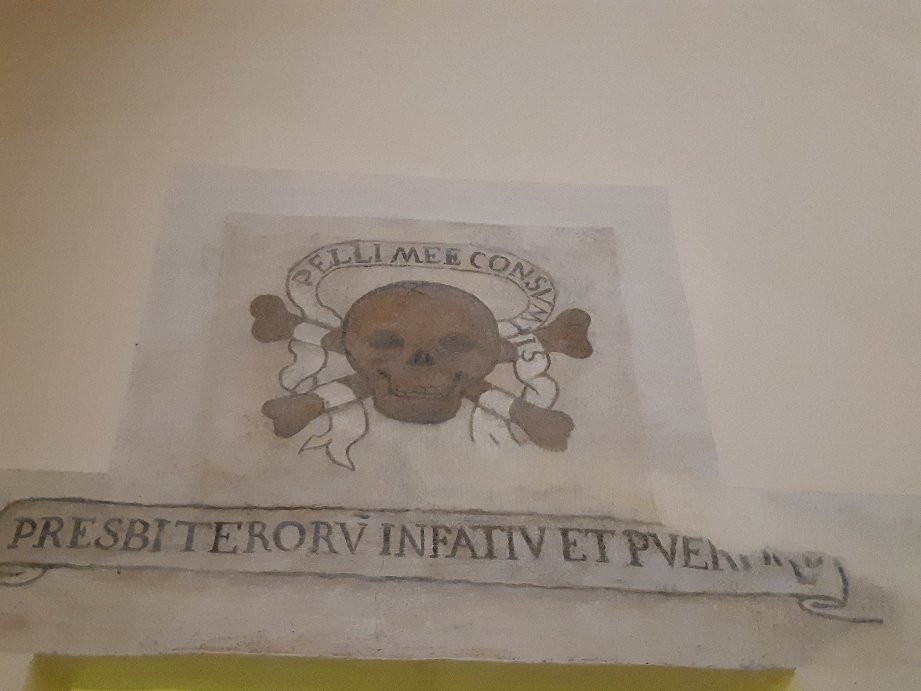 PELLI MEE CONSVMTIS
PRESBITERORV̄ INFATIV ET